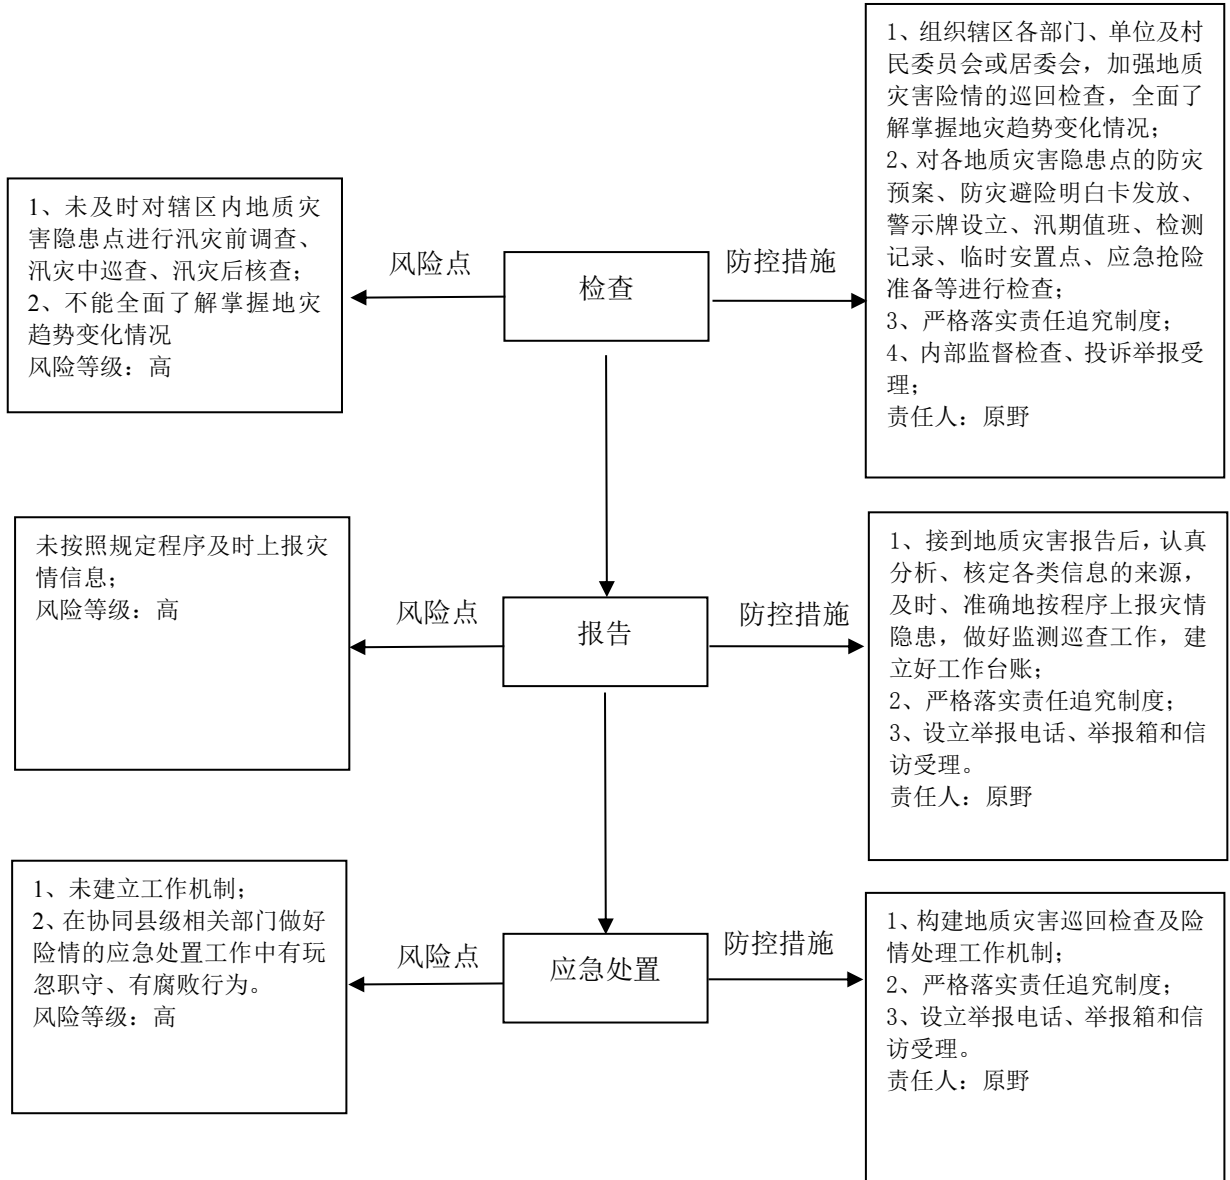 1、未及时对辖区内地质灾
害隐患点进行汛灾前调查、
汛灾中巡查、汛灾后核查；
2、不能全面了解掌握地灾
趋势变化情况
风险等级：高
风险点
检查
防控措施
1、组织辖区各部门、单位及村
民委员会或居委会，加强地质
灾害险情的巡回检查，全面了
解掌握地灾趋势变化情况；
2、对各地质灾害隐患点的防灾
预案、防灾避险明白卡发放、
警示牌设立、汛期值班、检测
记录、临时安置点、应急抢险
准备等进行检查；
3、严格落实责任追究制度；
4、内部监督检查、投诉举报受
理；
责任人：原野
未按照规定程序及时上报灾
情信息；
风险等级：高
风险点
报告
防控措施
1、接到地质灾害报告后，认真
分析、核定各类信息的来源，
及时、准确地按程序上报灾情
隐患，做好监测巡查工作，建
立好工作台账；
2、严格落实责任追究制度；
3、设立举报电话、举报箱和信
访受理。
责任人：原野
1、未建立工作机制；
2、在协同县级相关部门做好
险情的应急处置工作中有玩
忽职守、有腐败行为。
风险等级：高
风险点
应急处置
防控措施
1、构建地质灾害巡回检查及险
情处理工作机制；
2、严格落实责任追究制度；
3、设立举报电话、举报箱和信
访受理。
责任人：原野